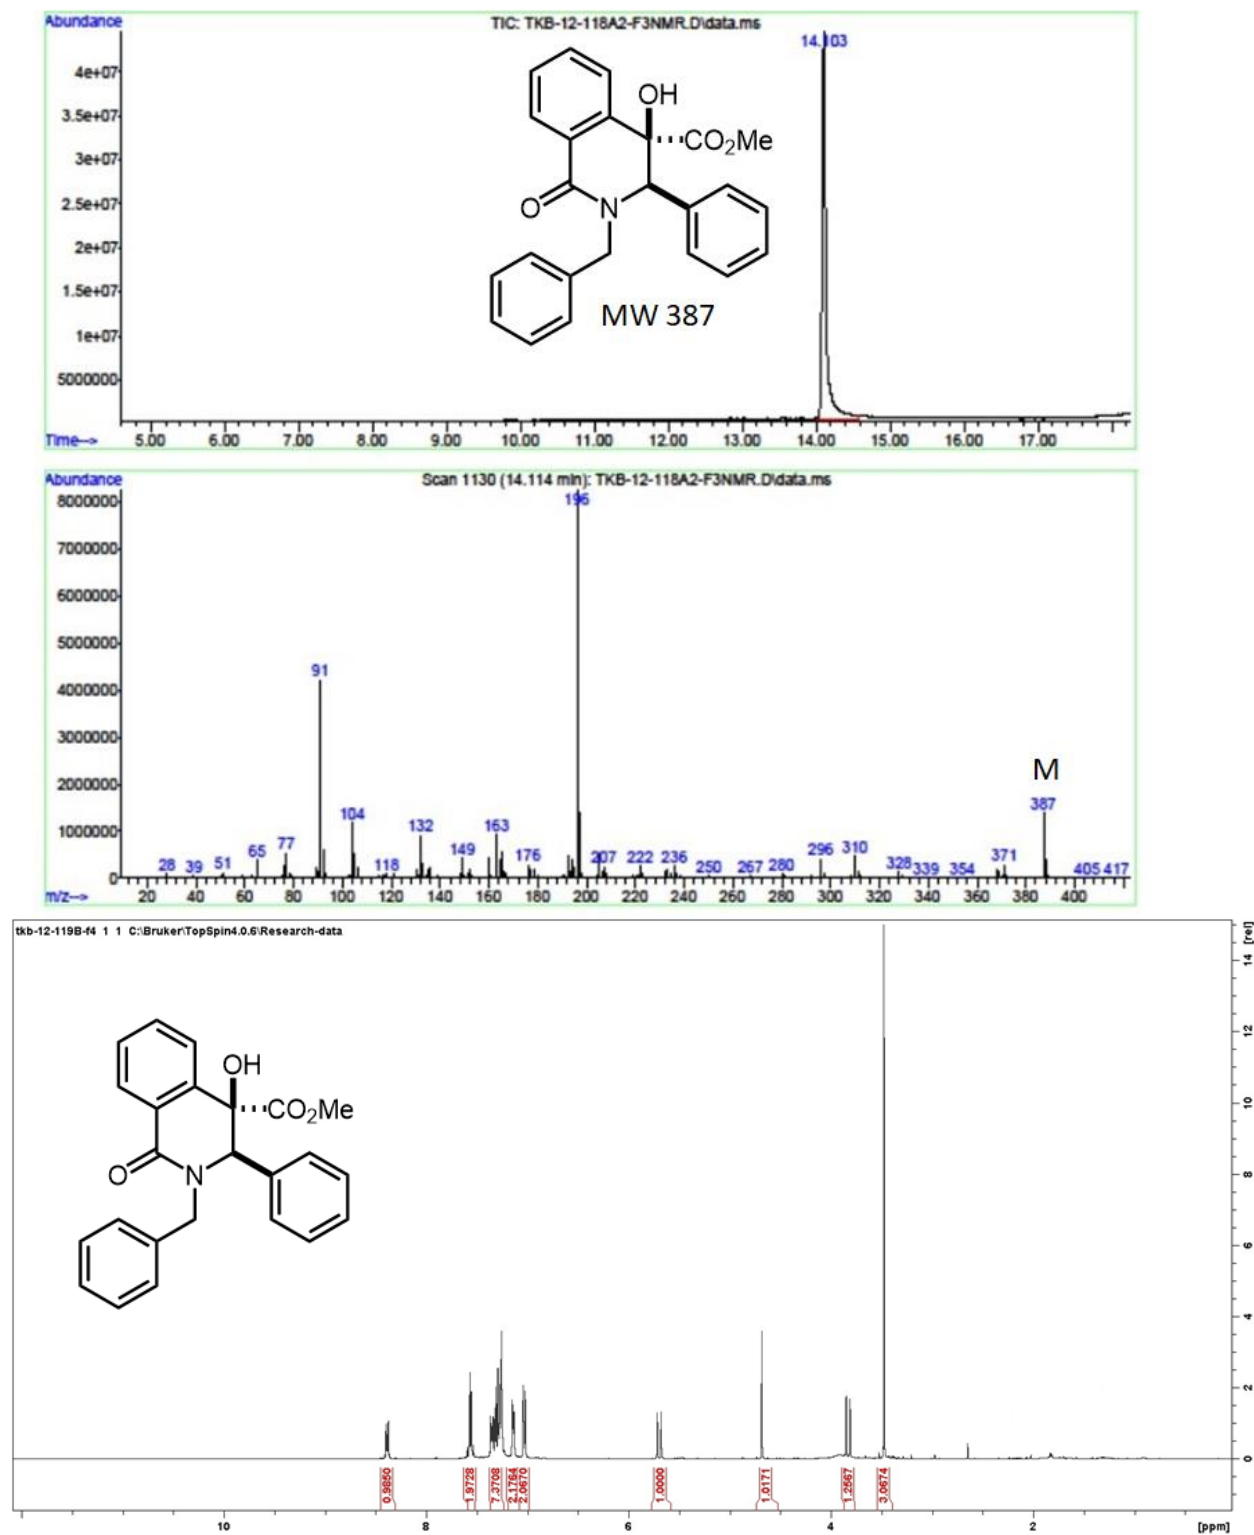 Abundance
TIC: TKB-12-118A2-F3NMR.D\data.ms
14.103
4e+07
3.5e+07
3e+07
2.5e+07
2e+07
1.5e+07
1e+07
5000000
OH
CO2Me
O
N
MW 387
Time-->
5.00 6.00 7.00 8.00 9.00 10.00 11.00 12.00 13.00 14.00 15.00 16.00 17.00
Abundance
Scan 1130 (14.114 min): TKB-12-118A2-F3NMR.D\data.ms
8000000
7000000
6000000
5000000
4000000
3000000
2000000
1000000
0
196
91
M
387
28 39 51 65 77 104 118 132 149 163 176 207 222 236 250 267 280 296 310 328 339 354 371 405 417
m/z-->
20 40 60 80 100 120 140 160 180 200 220 240 260 280 300 320 340 360 380 400
tkb-12-119B-f4 1 1 C:\Bruker\TopSpin4.0.6\Research-data
[rel]
14
12
10
8
6
4
2
0
OH
CO2Me
O
N
0.9850
1.9728
7.3708
2.1764
2.0670
1.0000
1.0171
1.2567
3.0674
10 8 6 4 2 [ppm]